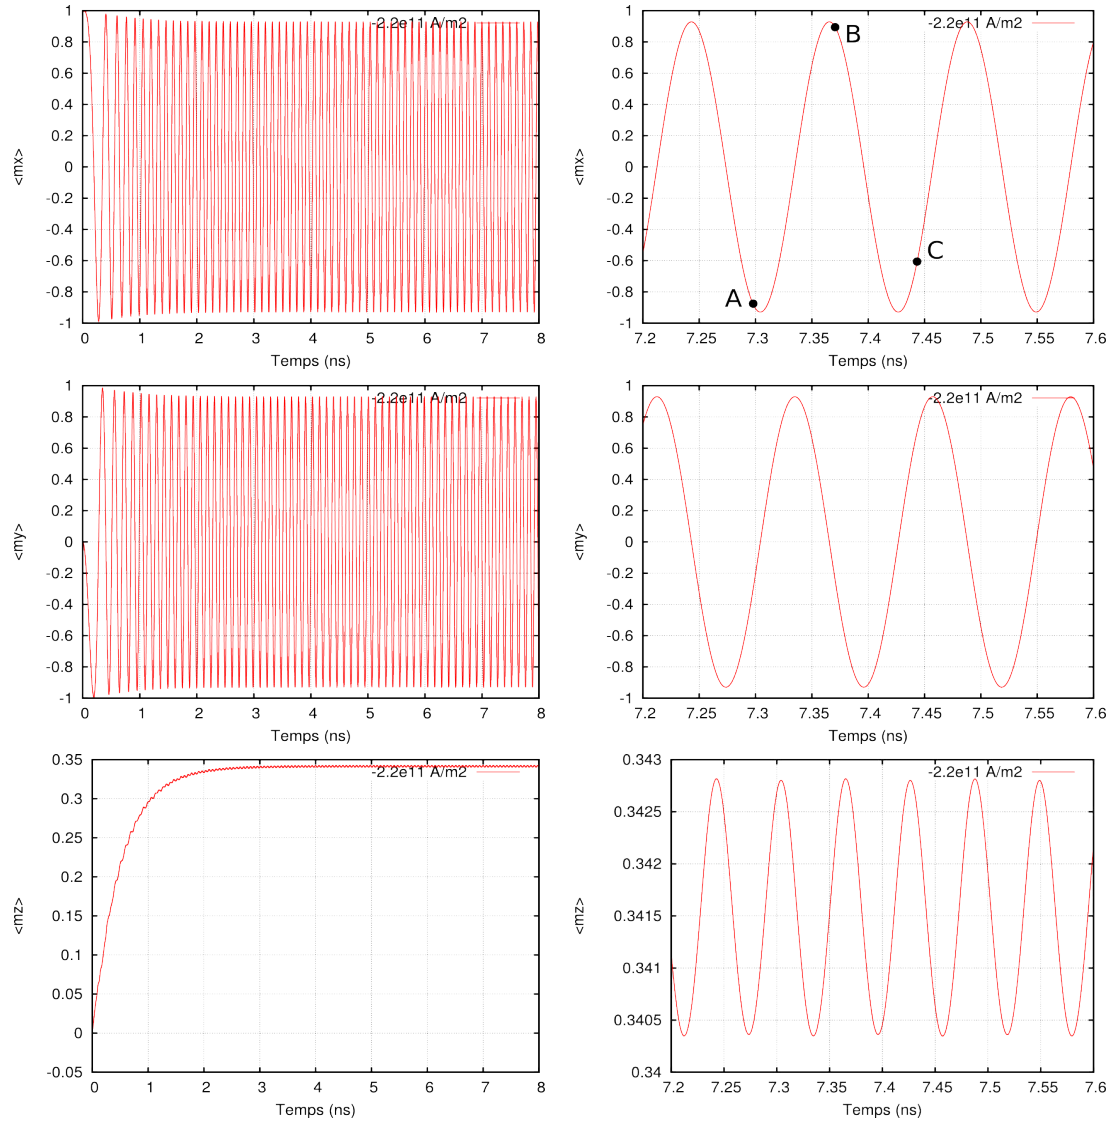 1
0.8
0.6
0.4
0.2
0
-0.2
-0.4
-0.6
-0.8
-1
<mx>
-2.2e11 A/m2
0 1 2 3 4 5 6 7 8
Temps (ns)
1
0.8
0.6
0.4
0.2
0
-0.2
-0.4
-0.6
-0.8
-1
<mx>
-2.2e11 A/m2
A
B
C
7.2 7.25 7.3 7.35 7.4 7.45 7.5 7.55 7.6
Temps (ns)
1
0.8
0.6
0.4
0.2
0
-0.2
-0.4
-0.6
-0.8
-1
<my>
-2.2e11 A/m2
0 1 2 3 4 5 6 7 8
Temps (ns)
1
0.8
0.6
0.4
0.2
0
-0.2
-0.4
-0.6
-0.8
-1
<my>
-2.2e11 A/m2
7.2 7.25 7.3 7.35 7.4 7.45 7.5 7.55 7.6
Temps (ns)
0.35
0.3
0.25
0.2
0.15
0.1
0.05
0
-0.05
<mz>
-2.2e11 A/m2
0 1 2 3 4 5 6 7 8
Temps (ns)
0.343
0.3425
0.342
0.3415
0.341
0.3405
0.34
<mz>
-2.2e11 A/m2
7.2 7.25 7.3 7.35 7.4 7.45 7.5 7.55 7.6
Temps (ns)